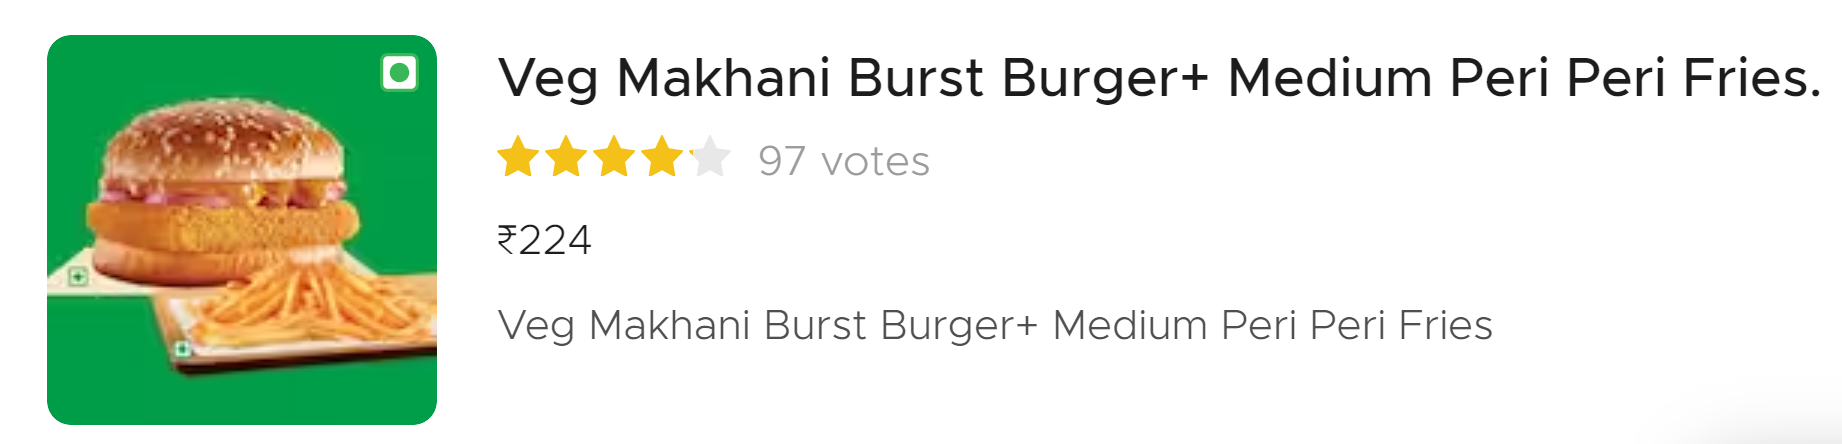 Veg Makhani Burst Burger+ Medium Peri Peri Fries.
97 votes
₹224
Veg Makhani Burst Burger+ Medium Peri Peri Fries